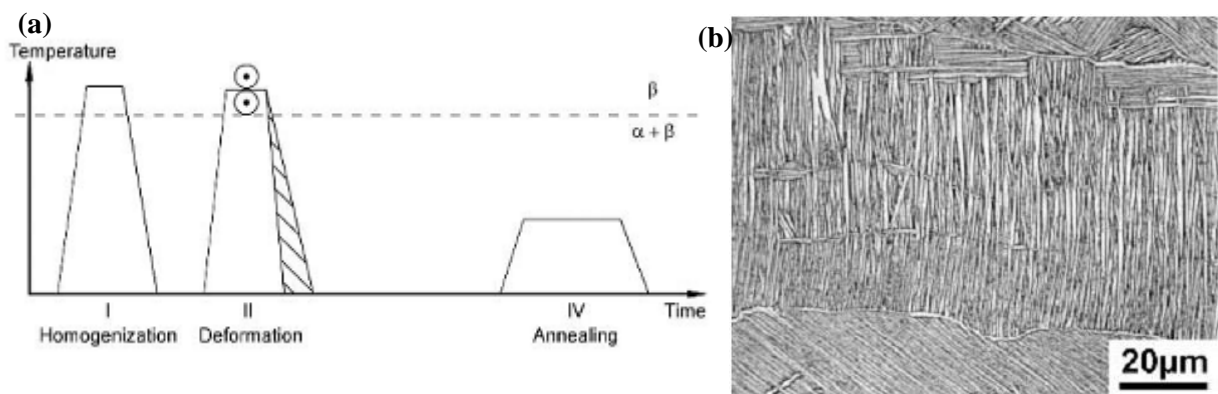 (a)
Temperature
β
α + β
I
II
IV
Time
Homogenization
Deformation
Annealing
(b)
20μm